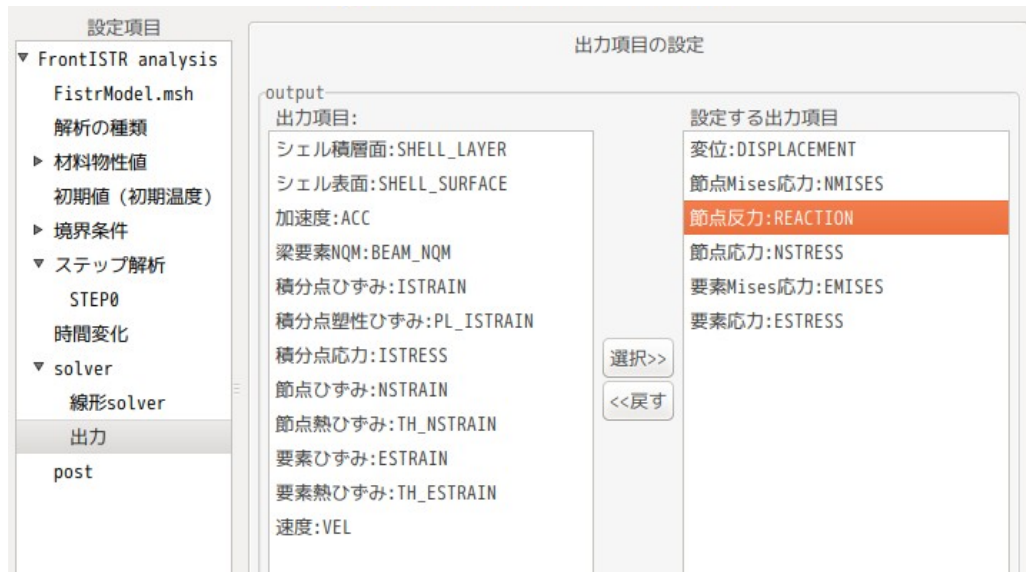 設定項目
FrontISTR analysis
FistrModel.msh
解析の種類
材料物性値
初期値 (初期温度)
境界条件
ステップ解析
STEP0
時間変化
solver
線形solver
出力
post
出力項目の設定
output
出力項目:
シェル積層面:SHELL_LAYER
シェル表面:SHELL_SURFACE
加速度:ACC
梁要素NQM:BEAM_NQM
積分点ひずみ:ISTRAIN
積分点塑性ひずみ:PL_ISTRAIN
積分点応力:ISTRESS
節点ひずみ:NSTRAIN
節点熱ひずみ:TH_NSTRAIN
要素ひずみ:ESTRAIN
要素熱ひずみ:TH_ESTRAIN
速度:VEL
選択>>
<<戻す
設定する出力項目
変位:DISPLACEMENT
節点Mises応力:NMISES
節点反力:REACTION
節点応力:NSTRESS
要素Mises応力:EMISES
要素応力:ESTRESS